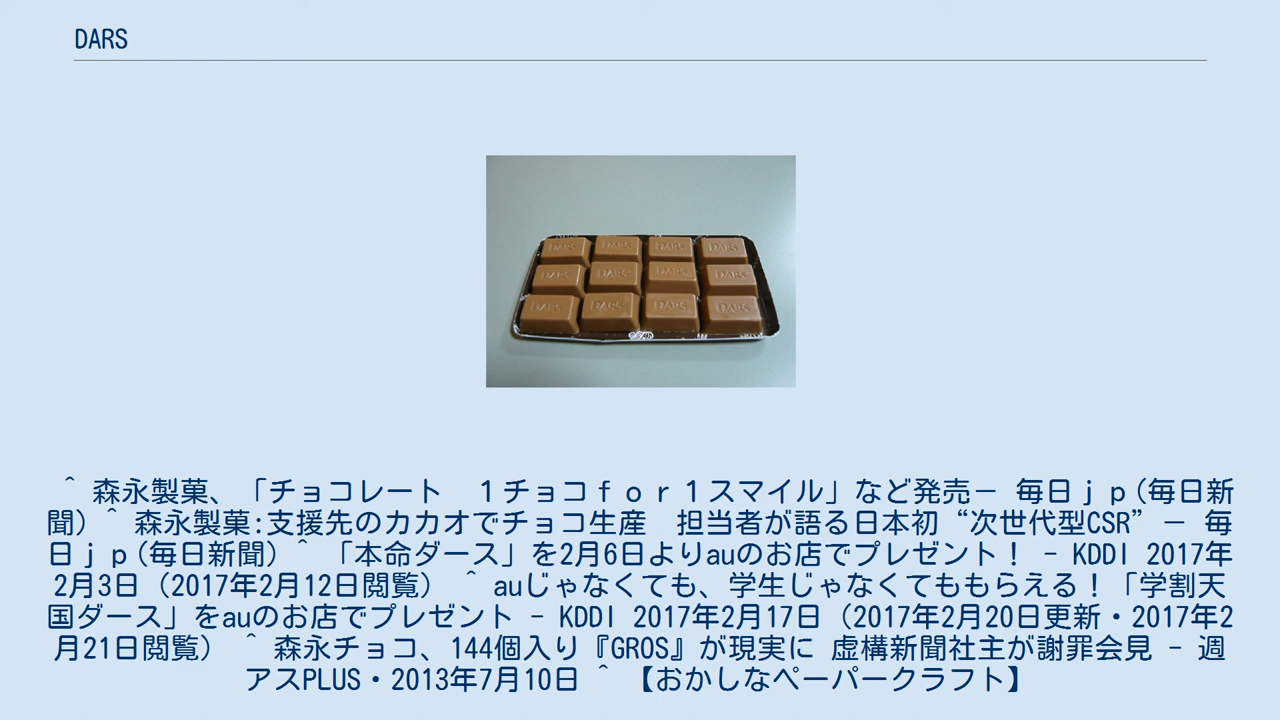 DARS
DARS DARS DARS DARS
DARS DARS DARS DARS
DARS DARS DARS DARS
^ 森永製菓、「チョコレート　１チョコｆｏｒ１スマイル」など発売－ 毎日ｊｐ(毎日新
聞) ^ 森永製菓:支援先のカカオでチョコ生産　担当者が語る日本初“次世代型CSR”－ 毎
日ｊｐ(毎日新聞) ^ 「本命ダース」を2月6日よりauのお店でプレゼント！ - KDDI 2017年
2月3日（2017年2月12日閲覧） ^ auじゃなくても、学生じゃなくてももらえる！「学割天
国ダース」をauのお店でプレゼント - KDDI 2017年2月17日（2017年2月20日更新・2017年2
月21日閲覧） ^ 森永チョコ、144個入り『GROS』が現実に 虚構新聞社主が謝罪会見 - 週
アスPLUS・2013年7月10日 ^ 【おかしなペーパークラフト】